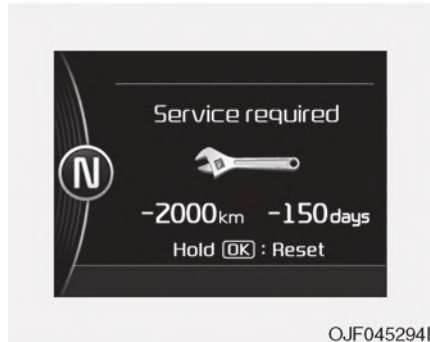 Service required
N
-2000km -150days
Hold OK : Reset
OJF045294I